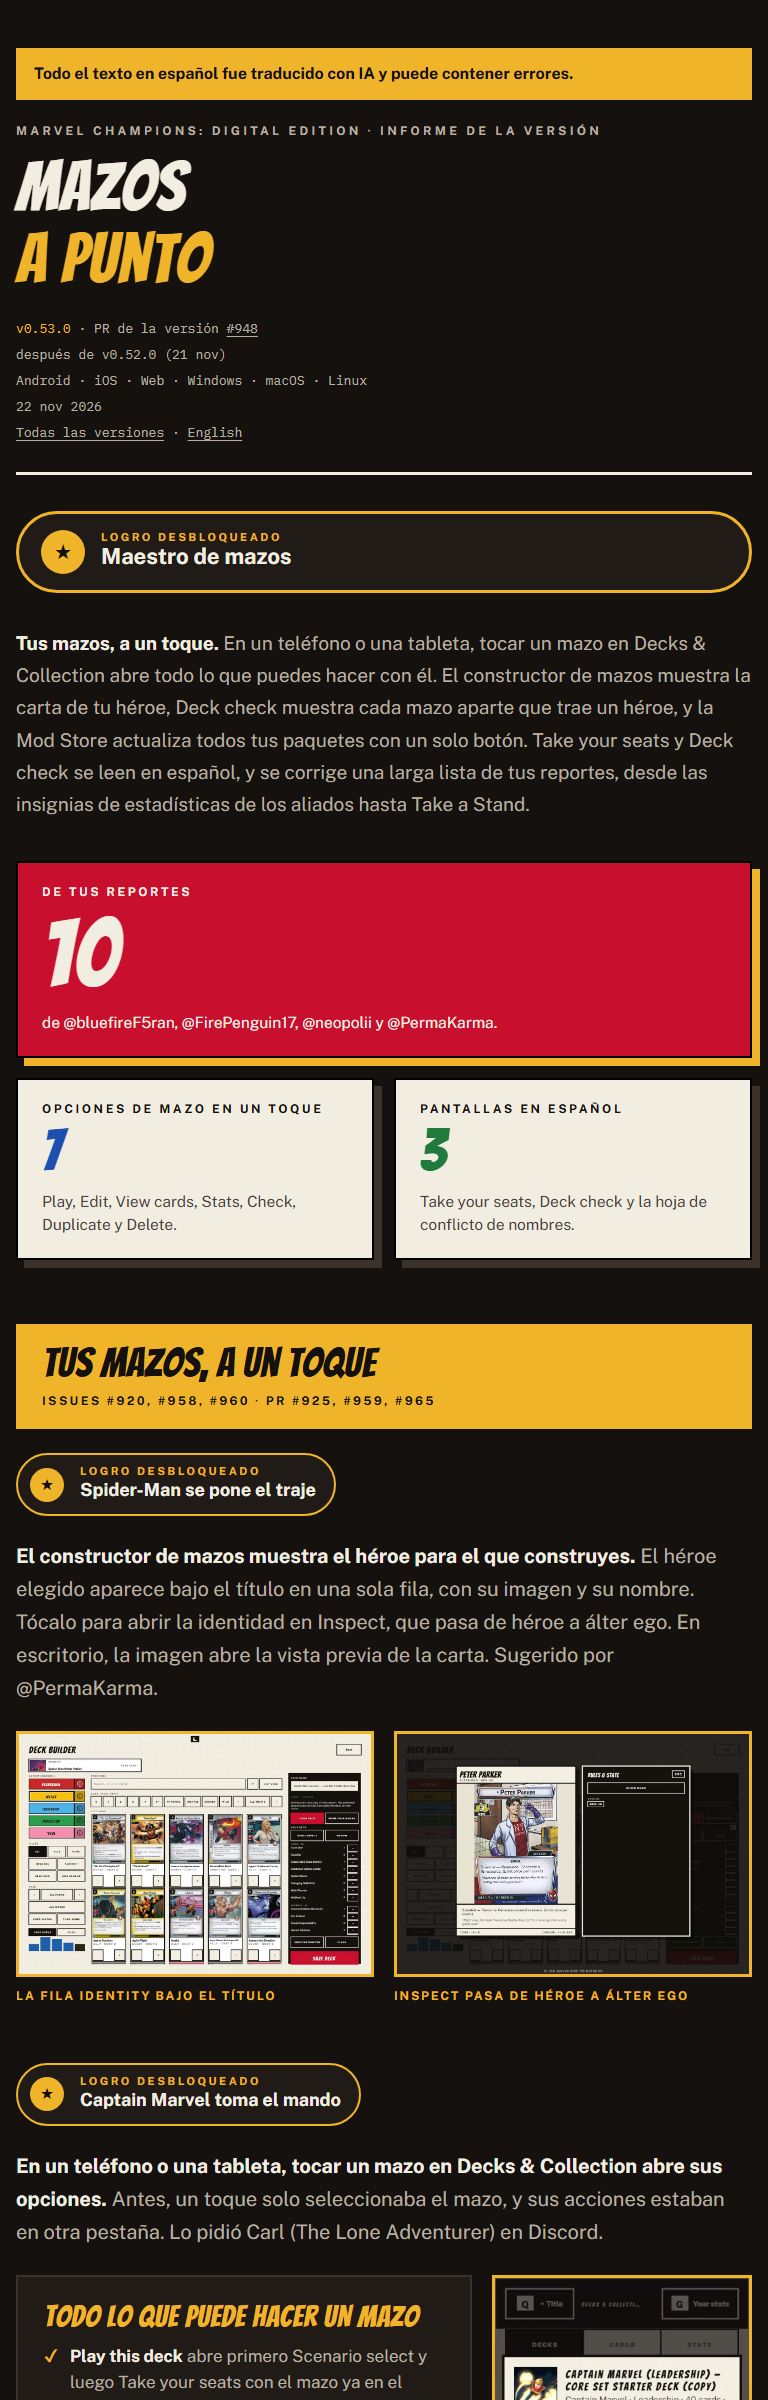 Todo el texto en español fue traducido con IA y puede contener errores.
MARVEL CHAMPIONS: DIGITAL EDITION · INFORME DE LA VERSIÓN
MAZOS
A PUNTO
v0.53.0 · PR de la versión #948
después de v0.52.0 (21 nov)
Android · iOS · Web · Windows · macOS · Linux
22 nov 2026
Todas las versiones · English
LOGRO DESBLOQUEADO
★ Maestro de mazos
Tus mazos, a un toque. En un teléfono o una tableta, tocar un mazo en Decks &
Collection abre todo lo que puedes hacer con él. El constructor de mazos muestra la
carta de tu héroe, Deck check muestra cada mazo aparte que trae un héroe, y la
Mod Store actualiza todos tus paquetes con un solo botón. Take your seats y Deck
check se leen en español, y se corrige una larga lista de tus reportes, desde las
insignias de estadísticas de los aliados hasta Take a Stand.
DE TUS REPORTES
10
de @bluefireF5ran, @FirePenguin17, @neopolii y @PermaKarma.
OPCIONES DE MAZO EN UN TOQUE
7
Play, Edit, View cards, Stats, Check,
Duplicate y Delete.
PANTALLAS EN ESPAÑOL
3
Take your seats, Deck check y la hoja de
conflicto de nombres.
TUS MAZOS, A UN TOQUE
ISSUES #920, #958, #960 · PR #925, #959, #965
LOGRO DESBLOQUEADO
★ Spider-Man se pone el traje
El constructor de mazos muestra el héroe para el que construyes. El héroe
elegido aparece bajo el título en una sola fila, con su imagen y su nombre.
Tócalo para abrir la identidad en Inspect, que pasa de héroe a álter ego. En
escritorio, la imagen abre la vista previa de la carta. Sugerido por
@PermaKarma.
DECK BUILDER
SAVE DECK
DECK BUILDER
PETER PARKER
RULES & STATE
PETER PARKER
LA FILA IDENTITY BAJO EL TÍTULO
INSPECT PASA DE HÉROE A ÁLTER EGO
LOGRO DESBLOQUEADO
★ Captain Marvel toma el mando
En un teléfono o una tableta, tocar un mazo en Decks & Collection abre sus
opciones. Antes, un toque solo seleccionaba el mazo, y sus acciones estaban
en otra pestaña. Lo pidió Carl (The Lone Adventurer) en Discord.
TODO LO QUE PUEDE HACER UN MAZO
✓ Play this deck abre primero Scenario select y
luego Take your seats con el mazo ya en el
Q
Title
DECKS & COLLECTI...
G Your stats
DECKS
CARDS
STATS
CAPTAIN MARVEL (LEADERSHIP) –
CORE SET STARTER DECK (COPY)